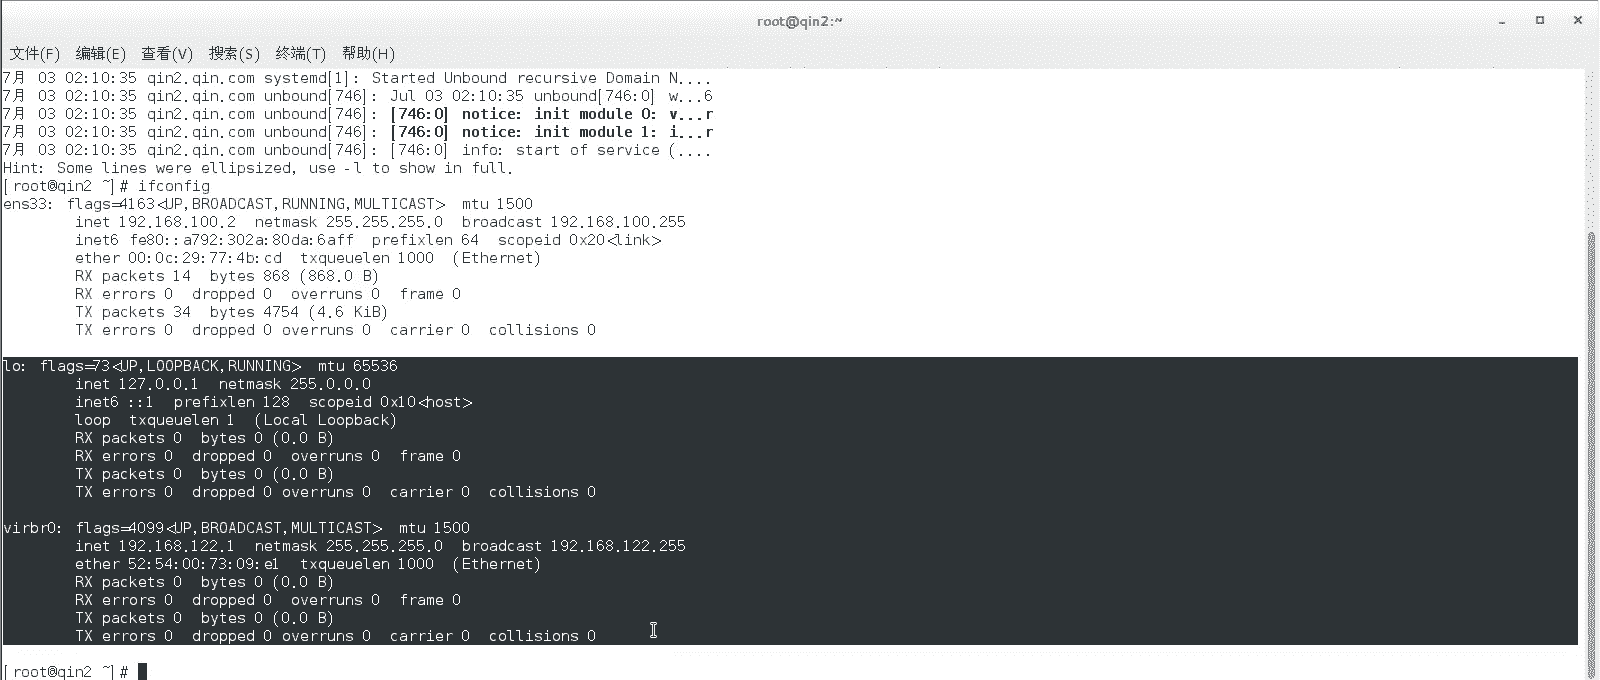 root@qin2:~
文件(F) 编辑(E) 查看(V) 搜索(S) 终端(T) 帮助(H)
7月 03 02:10:35 qin2.qin.com systemd[1]: Started Unbound recursive Domain N....
7月 03 02:10:35 qin2.qin.com unbound[746]: Jul 03 02:10:35 unbound[746:0] w...6
7月 03 02:10:35 qin2.qin.com unbound[746]: [746:0] notice: init module 0: v...r
7月 03 02:10:35 qin2.qin.com unbound[746]: [746:0] notice: init module 1: i...r
7月 03 02:10:35 qin2.qin.com unbound[746]: [746:0] info: start of service (....
Hint: Some lines were ellipsized, use -l to show in full.
[root@qin2 ~]# ifconfig
ens33: flags=4163<UP,BROADCAST,RUNNING,MULTICAST>  mtu 1500
        inet 192.168.100.2  netmask 255.255.255.0  broadcast 192.168.100.255
        inet6 fe80::a792:302a:80da:6aff  prefixlen 64  scopeid 0x20<link>
        ether 00:0c:29:77:4b:cd  txqueuelen 1000  (Ethernet)
        RX packets 14  bytes 868 (868.0 B)
        RX errors 0  dropped 0  overruns 0  frame 0
        TX packets 34  bytes 4754 (4.6 KiB)
        TX errors 0  dropped 0 overruns 0  carrier 0  collisions 0
lo: flags=73<UP,LOOPBACK,RUNNING>  mtu 65536
        inet 127.0.0.1  netmask 255.0.0.0
        inet6 ::1  prefixlen 128  scopeid 0x10<host>
        loop  txqueuelen 1  (Local Loopback)
        RX packets 0  bytes 0 (0.0 B)
        RX errors 0  dropped 0  overruns 0  frame 0
        TX packets 0  bytes 0 (0.0 B)
        TX errors 0  dropped 0 overruns 0  carrier 0  collisions 0
virbr0: flags=4099<UP,BROADCAST,MULTICAST>  mtu 1500
        inet 192.168.122.1  netmask 255.255.255.0  broadcast 192.168.122.255
        ether 52:54:00:73:09:e1  txqueuelen 1000  (Ethernet)
        RX packets 0  bytes 0 (0.0 B)
        RX errors 0  dropped 0  overruns 0  frame 0
        TX packets 0  bytes 0 (0.0 B)
        TX errors 0  dropped 0 overruns 0  carrier 0  collisions 0
[root@qin2 ~]#